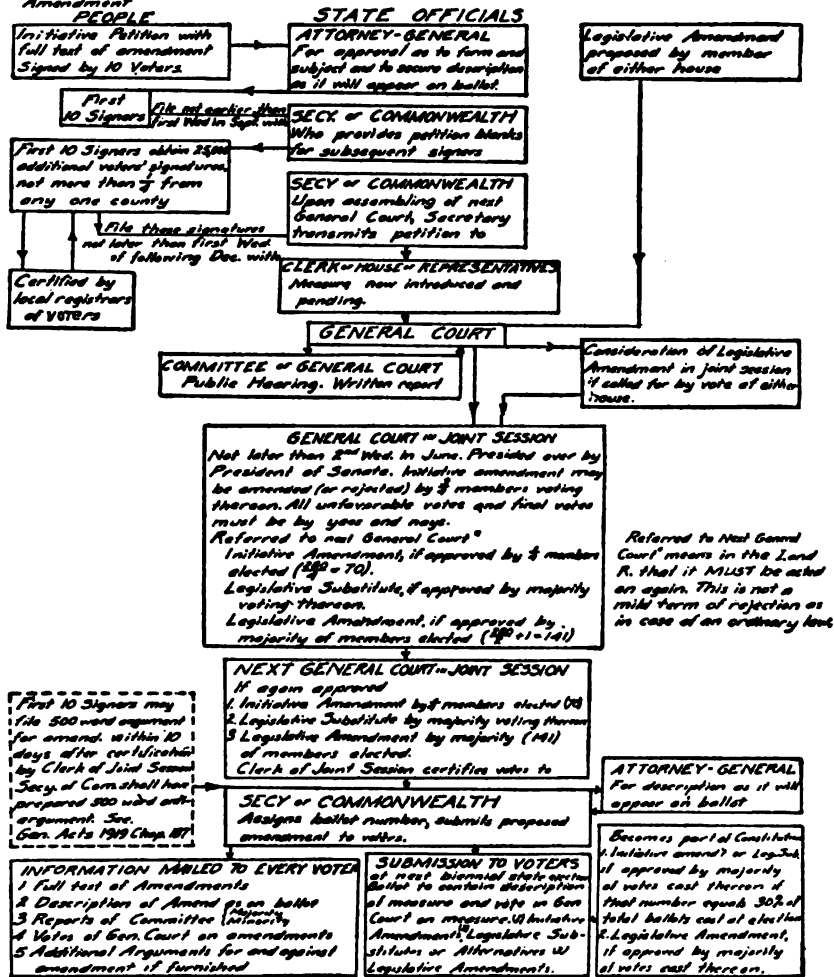 Amendment
PEOPLE
STATE OFFICIALS
Initiative Petition with
full text of amendment
Signed by 10 Voters.
ATTORNEY-GENERAL
For approval as to form and
subject and to secure description
as it will appear on ballot.
Legislative Amendment
proposed by member
of either house
First
10 Signers
File not earlier than
first Wed in Sept. with
SECY. OF COMMONWEALTH
Who provides petition blanks
for subsequent signers
First 10 Signers obtain 25,000
additional voters' signatures,
not more than 1/4 from
any one county
SECY OF COMMONWEALTH
Upon assembling of next
General Court, Secretary
transmits petition to
File these signatures
not later than first Wed.
of following Dec. with
Certified by
local registrars
of voters
CLERK OF HOUSE OF REPRESENTATIVES
Measure now introduced and
pending.
GENERAL COURT
COMMITTEE OF GENERAL COURT
Public Hearing. Written report
Consideration of Legislative
Amendment in joint session
if called for by vote of either
house.
GENERAL COURT IN JOINT SESSION
Not later than 2nd Wed. in June. Presided over by
President of Senate. Initiative amendment may
be amended (or rejected) by 3/4 members voting
thereon. All unfavorable votes and final votes
must be by yeas and nays.
Referred to next General Court"
Initiative Amendment, if approved by 1/4 members
elected (280/4 = 70).
Legislative Substitute, if approved by majority
voting thereon.
Legislative Amendment, if approved by
majority of members elected (280/2 +1=141)
Referred to Next General
Court" means in the I. and
R. that it MUST be acted
on again. This is not a
mild term of rejection as
in case of an ordinary law.
NEXT GENERAL COURT IN JOINT SESSION
If again approved
1. Initiative Amendment by 1/4 members elected (70)
2. Legislative Substitute by majority voting thereon
3 Legislative Amendment by majority (141)
of members elected.
Clerk of Joint Session certifies votes to
First 10 Signers may
file 500 word argument
for amend. within 10
days after certification
by Clerk of Joint Session
Secy. of Com. shall have
prepared 500 word anti-
argument. See.
Gen. Acts 1919 Chap.
SECY OF COMMONWEALTH
Assigns ballot number, submits proposed
amendment to voters.
ATTORNEY-GENERAL
For description as it will
appear on ballot
INFORMATION MAILED TO EVERY VOTER
1 Full text of Amendments
2 Description of Amend as on ballot
3 Reports of Committee {Majority Minority
4 Votes of Gen. Court on amendments
5 Additional Arguments for and against
amendment if furnished
SUBMISSION TO VOTERS
at next biennial state election
Ballot to contain description
of measure and vote in Gen
Court on measure. Initiative
Amendments Legislative Sub-
stitutes or Alternatives
Legislative Amendments.
Becomes part of Constitution
1. Initiative amend't or Leg. Sub.
if approved by majority
of votes cast thereon if
that number equals 30% of
total ballots cast at election
2. Legislative Amendment,
if approved by majority
of votes cast thereon.